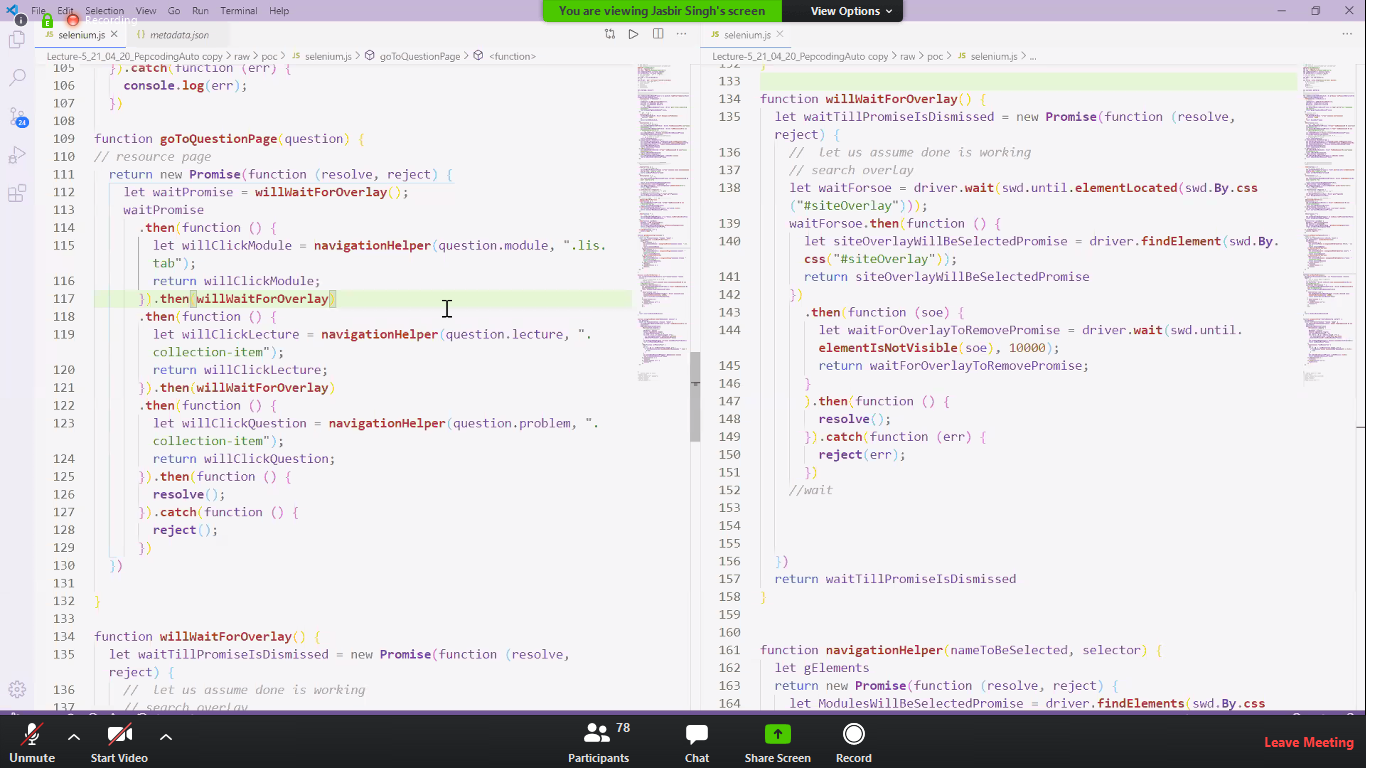 File Edit Selection View Go Run Terminal Help
You are viewing Jasbir Singh's screen
View Options
Recording
selenium.js
{} metadata.json
JS selenium.js
Lecture-5_21_04_20_PepcodingAuto copy > raw > poc > JS selenium.js > goToQuestionPage > <function>
105 }).catch(function (err) {
106 console.log(err);
107 })
108
109 function goToQuestionPage(question) {
110 // resource page
111 return new Promise(function (resolve, reject) {
112 let waitPromise = willWaitForOverlay();
113 waitPromise
114 .then(function () {
115 let willClickModule = navigationHelper(question.module, ".lis.
tab");
116 return willClickModule;
117 }).then(willWaitForOverlay)
118 .then(function () {
119 let willClickLecture = navigationHelper(question.lecture, ".
collection-item");
120 return willClickLecture;
121 }).then(willWaitForOverlay)
122 .then(function () {
123 let willClickQuestion = navigationHelper(question.problem, ".
collection-item");
124 return willClickQuestion;
125 }).then(function () {
126 resolve();
127 }).catch(function () {
128 reject();
129 })
130 })
131
132 }
133
134 function willWaitForOverlay() {
135 let waitTillPromiseIsDismissed = new Promise(function (resolve,
reject) {
136 // let us assume done is working
137 // search overlay
Lecture-5_21_04_20_PepcodingAuto copy > raw > poc > JS selenium.js > ...
132 }
133
134 function willWaitForOverlay() {
135 let waitTillPromiseIsDismissed = new Promise(function (resolve,
reject) {
136 // let us assume done is working
137 // search overlay
138 let waitForsoe = driver.wait(swd.until.elementLocated(swd.By.css
("#siteOverlay")));
139 waitForsoe.then(function () {
140 let siteOverlayWillBeSelectedPromise = driver.findElement(swd.By.
css("#siteOverlay"));
141 return siteOverlayWillBeSelectedPromise
142 })
143 .then(function (soe) {
144 let waitForOverlayToRemovePromise = driver.wait(swd.until.
elementIsNotVisible(soe), 10000);
145 return waitForOverlayToRemovePromise;
146 }
147 ).then(function () {
148 resolve();
149 }).catch(function (err) {
150 reject(err);
151 })
152 //wait
153
154
155
156 })
157 return waitTillPromiseIsDismissed
158 }
159
160
161 function navigationHelper(nameToBeSelected, selector) {
162 let gElements
163 return new Promise(function (resolve, reject) {
164 let ModulesWillBeSelectedPromise = driver.findElements(swd.By.css
24
Unmute
Start Video
Participants
78
Chat
Share Screen
Record
Leave Meeting